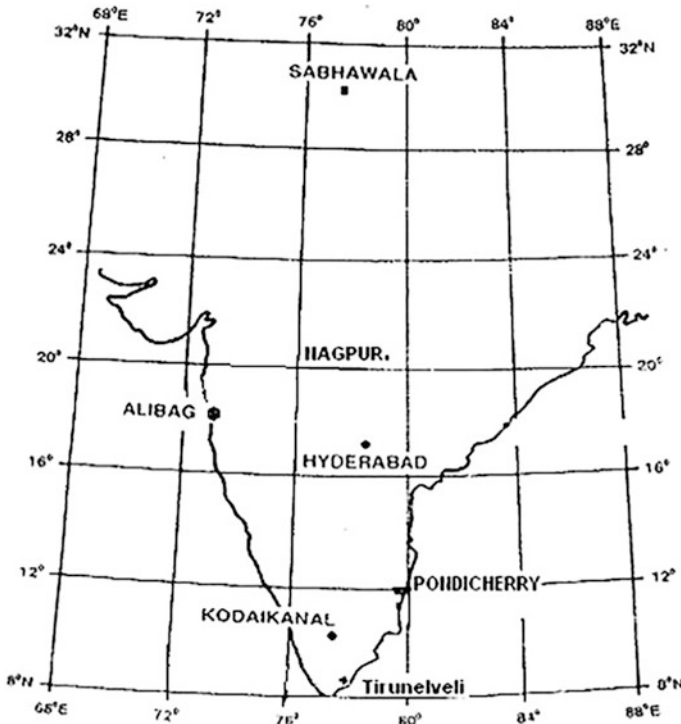 68°E 72° 76° 80° 84° 88°E
32°N 32°N
SABHAWALA
28° 28°
24° 24°
NAGPUR.
20° 20°
ALIBAG
HYDERABAD
16° 16°
12° PONDICHERRY 12°
KODAIKANAL
8°N Tirunelveli 8°N
68°E 72° 76° 80° 84° 88°E